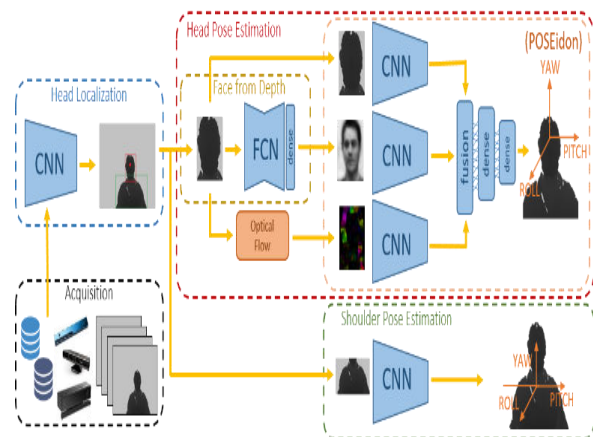 Head Pose Estimation
(POSEidon)
Head Localization
Face from Depth
CNN
YAW
CNN
FCN
dense
CNN
fusion
dense
dense
PITCH
ROLL
Optical
Flow
CNN
Acquisition
Shoulder Pose Estimation
CNN
YAW
ROLL
PITCH